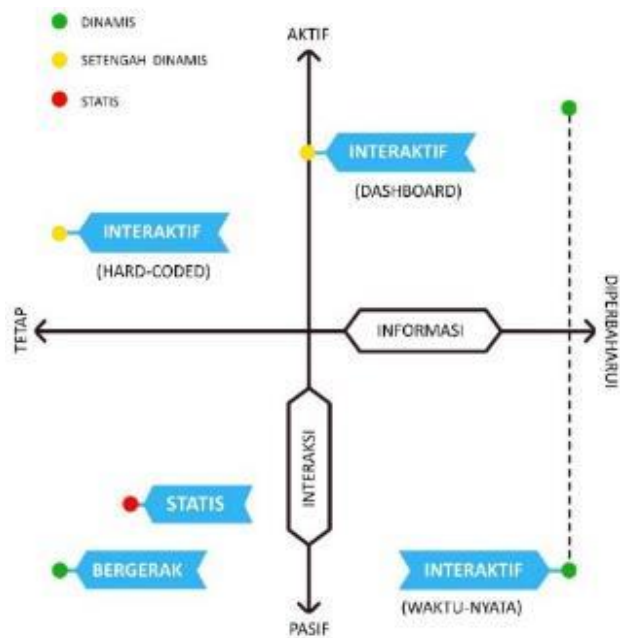 DINAMIS
SETENGAH DINAMIS
STATIS
AKTIF
INTERAKTIF
(DASHBOARD)
INTERAKTIF
(HARD-CODED)
TETAP
INFORMASI
DIPERBAHARUI
INTERAKSI
STATIS
BERGERAK
INTERAKTIF
(WAKTU-NYATA)
PASIF